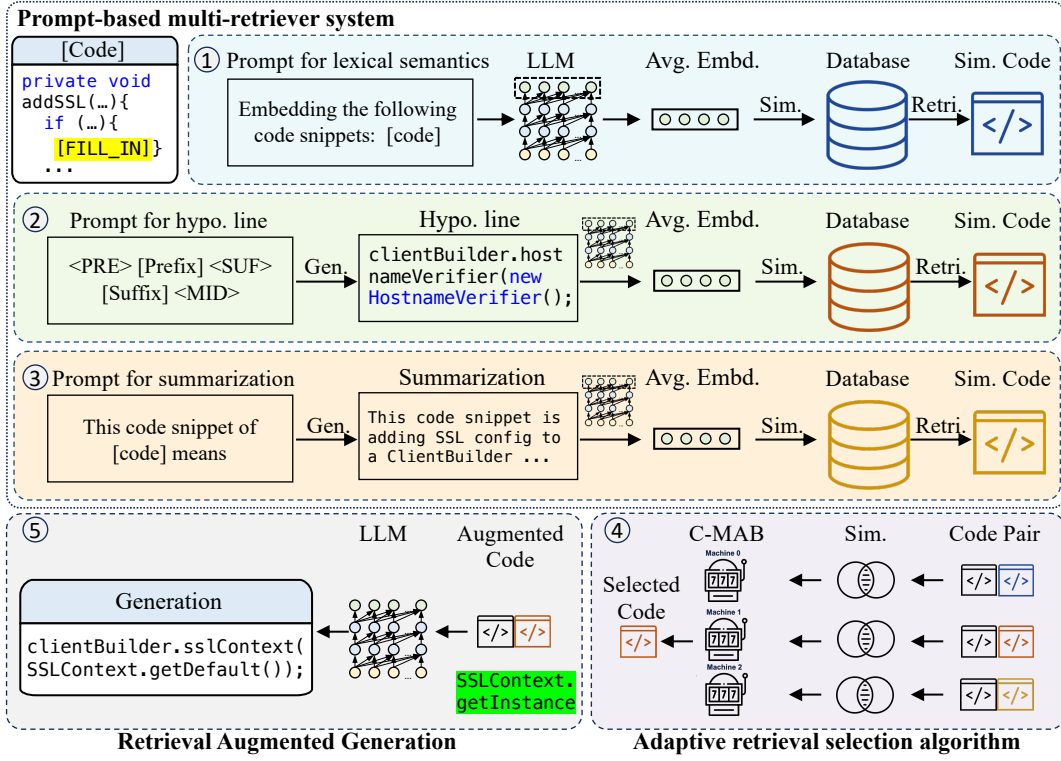 Prompt-based multi-retriever system
[Code]
private void
addSSL(…){
if (…){
[FILL_IN]}
...
① Prompt for lexical semantics
LLM
Avg. Embd.
Database
Sim. Code
Embedding the following
code snippets: [code]
Sim.
Retri.
</>
② Prompt for hypo. line
Hypo. line
Avg. Embd.
Database
Sim. Code
<PRE> [Prefix] <SUF>
[Suffix] <MID>
Gen.
clientBuilder.host
nameVerifier(new
HostnameVerifier();
Sim.
Retri.
</>
③ Prompt for summarization
Summarization
Avg. Embd.
Database
Sim. Code
This code snippet of
[code] means
Gen.
This code snippet is
adding SSL config to
a ClientBuilder ...
Sim.
Retri.
</>
⑤
LLM
Augmented
Code
Generation
clientBuilder.sslContext(
SSLContext.getDefault());
</> </>
SSLContext.
getInstance
Retrieval Augmented Generation
④
C-MAB
Sim.
Code Pair
Selected
Code
</>
Machine 0
777
</> </>
Machine 1
777
</> </>
Machine 2
777
</> </>
Adaptive retrieval selection algorithm